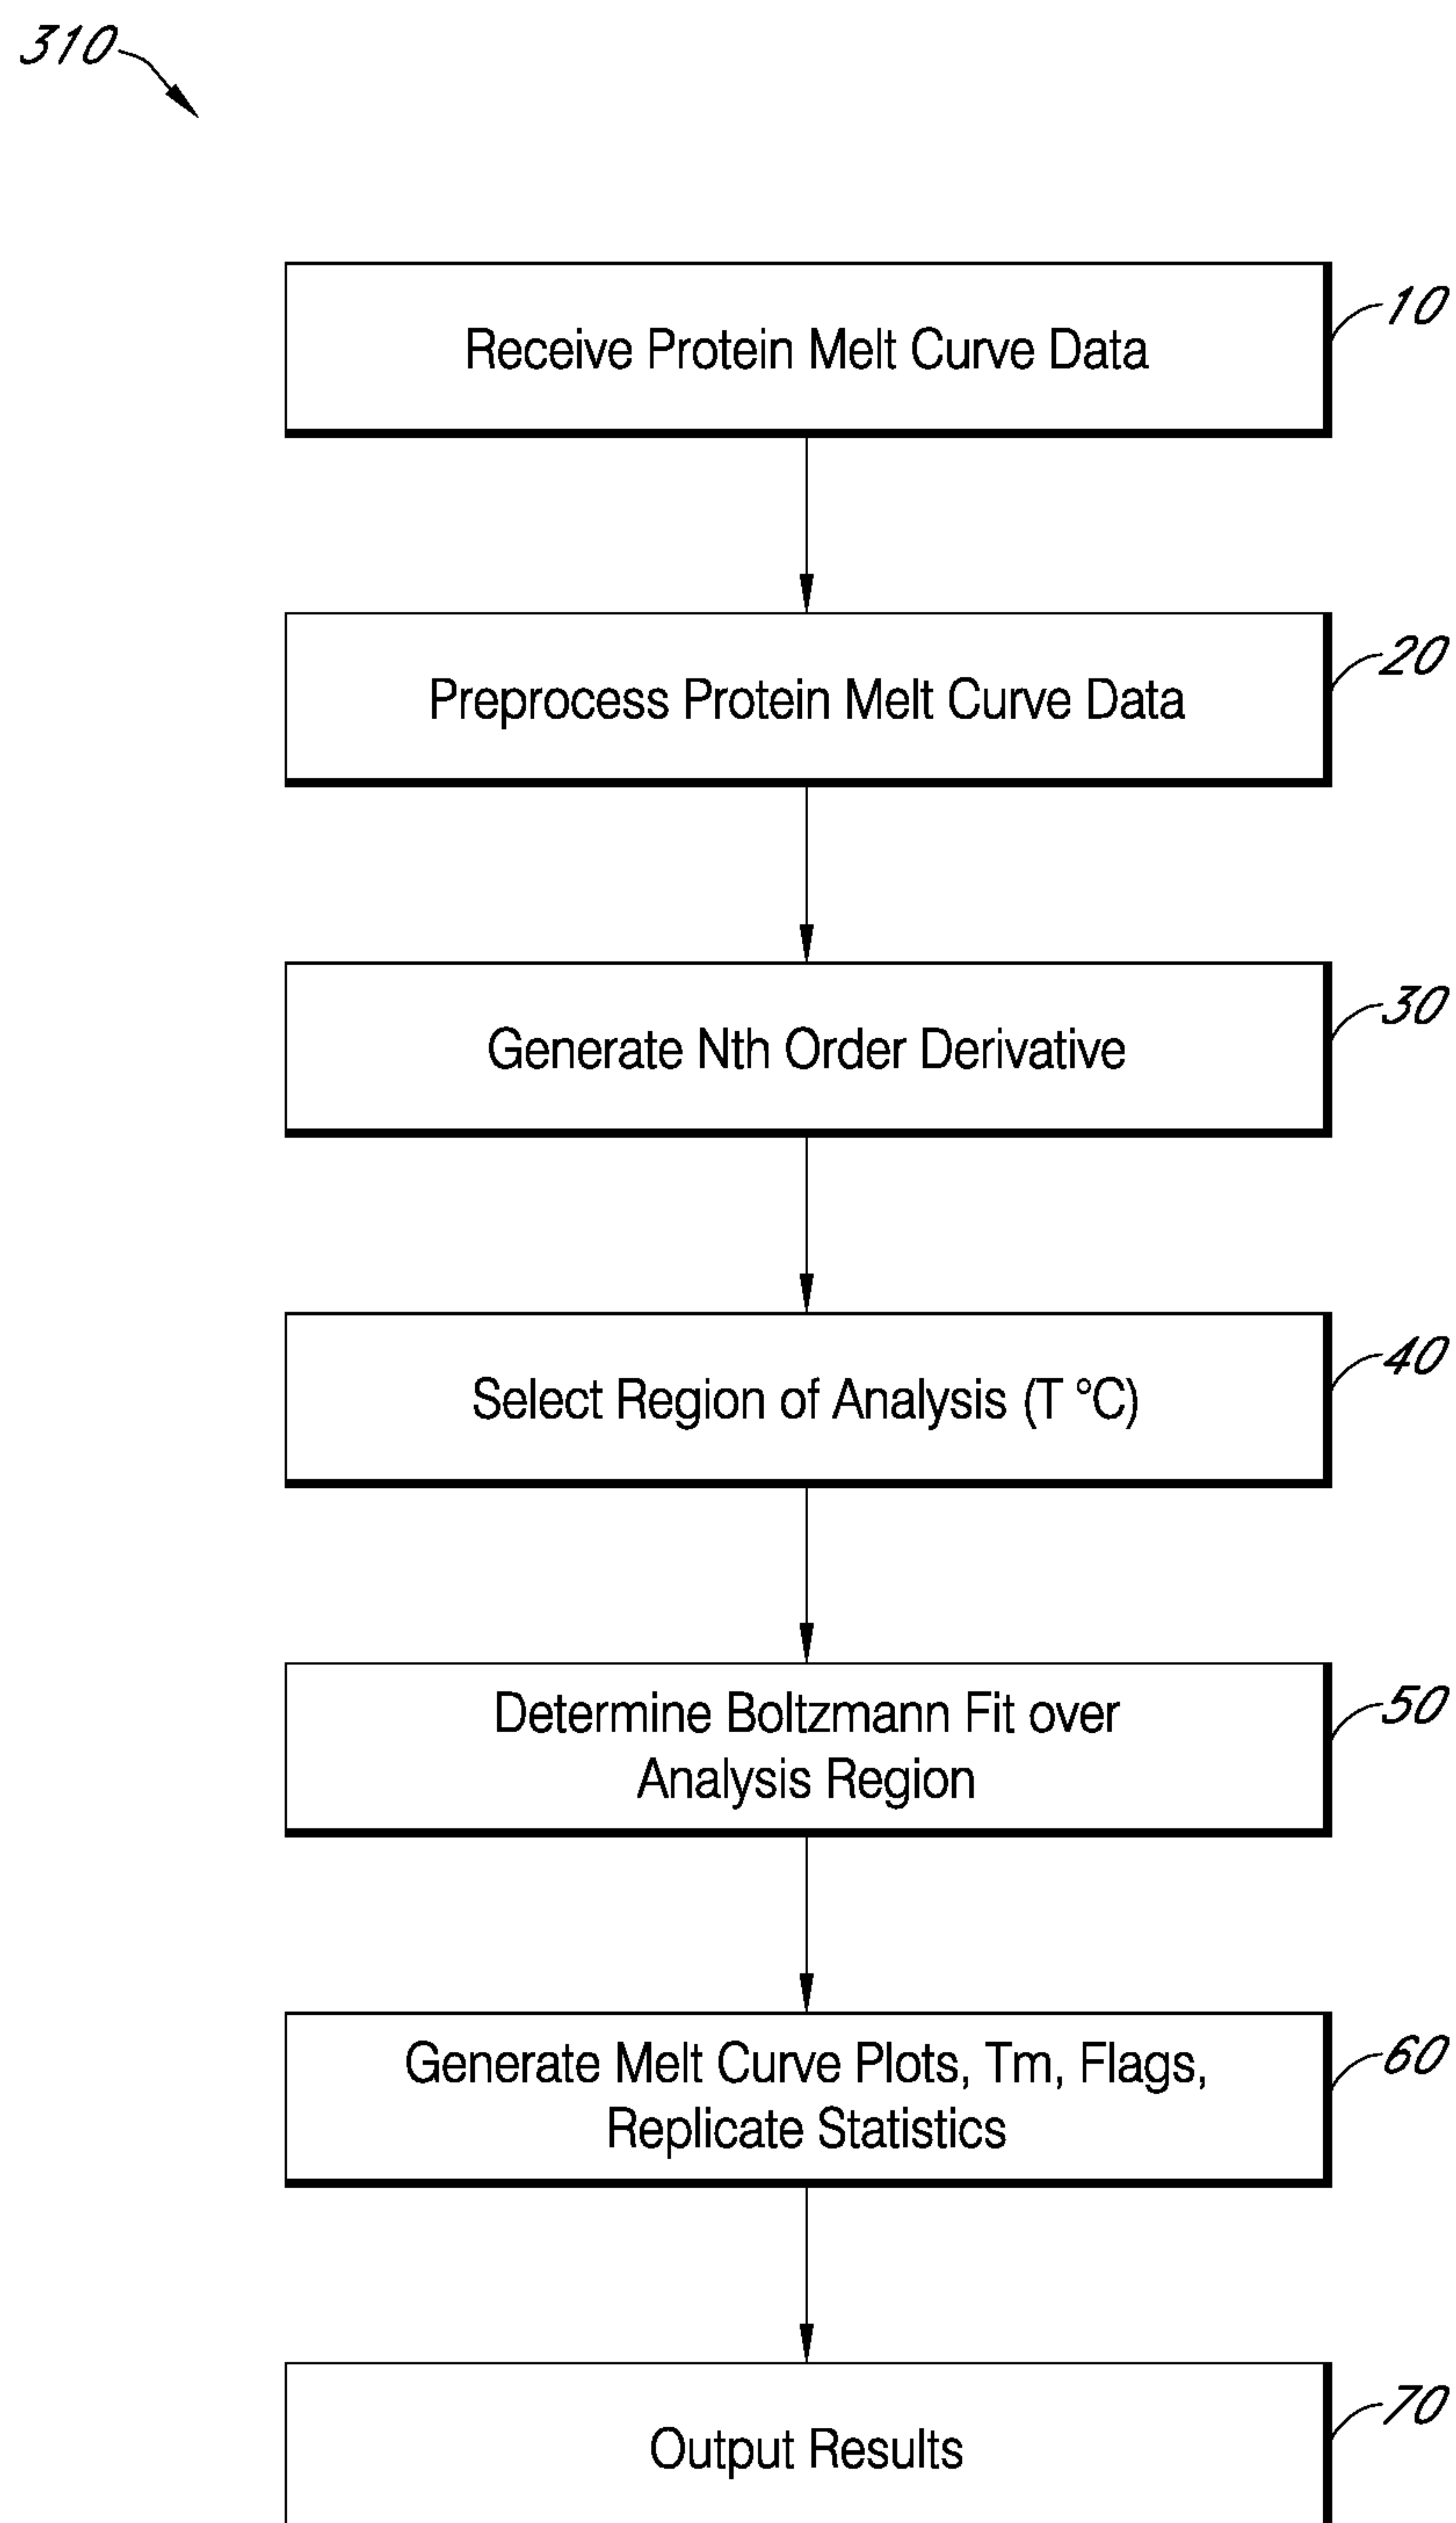 310
Receive Protein Melt Curve Data
10
Preprocess Protein Melt Curve Data
20
Generate Nth Order Derivative
30
Select Region of Analysis (T °C)
40
Determine Boltzmann Fit over
Analysis Region
50
Generate Melt Curve Plots, Tm, Flags,
Replicate Statistics
60
Output Results
70